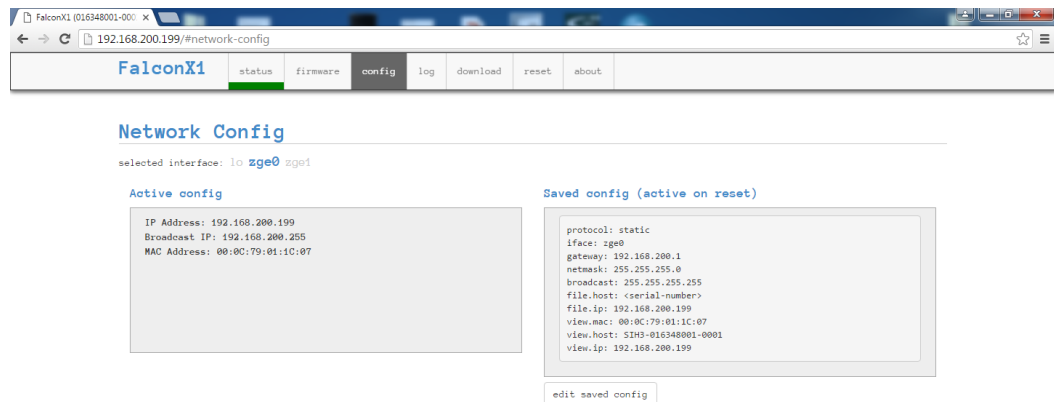 FalconX1 (016348001-000
192.168.200.199/#network-config
FalconX1 status firmware config log download reset about
Network Config
selected interface: lo zge0 zge1
Active config
IP Address: 192.168.200.199
Broadcast IP: 192.168.200.255
MAC Address: 00:0C:79:01:1C:07
Saved config (active on reset)
protocol: static
iface: zge0
gateway: 192.168.200.1
netmask: 255.255.255.0
broadcast: 255.255.255.255
file.host: <serial-number>
file.ip: 192.168.200.199
view.mac: 00:0C:79:01:1C:07
view.host: SIH3-016348001-0001
view.ip: 192.168.200.199
edit saved config